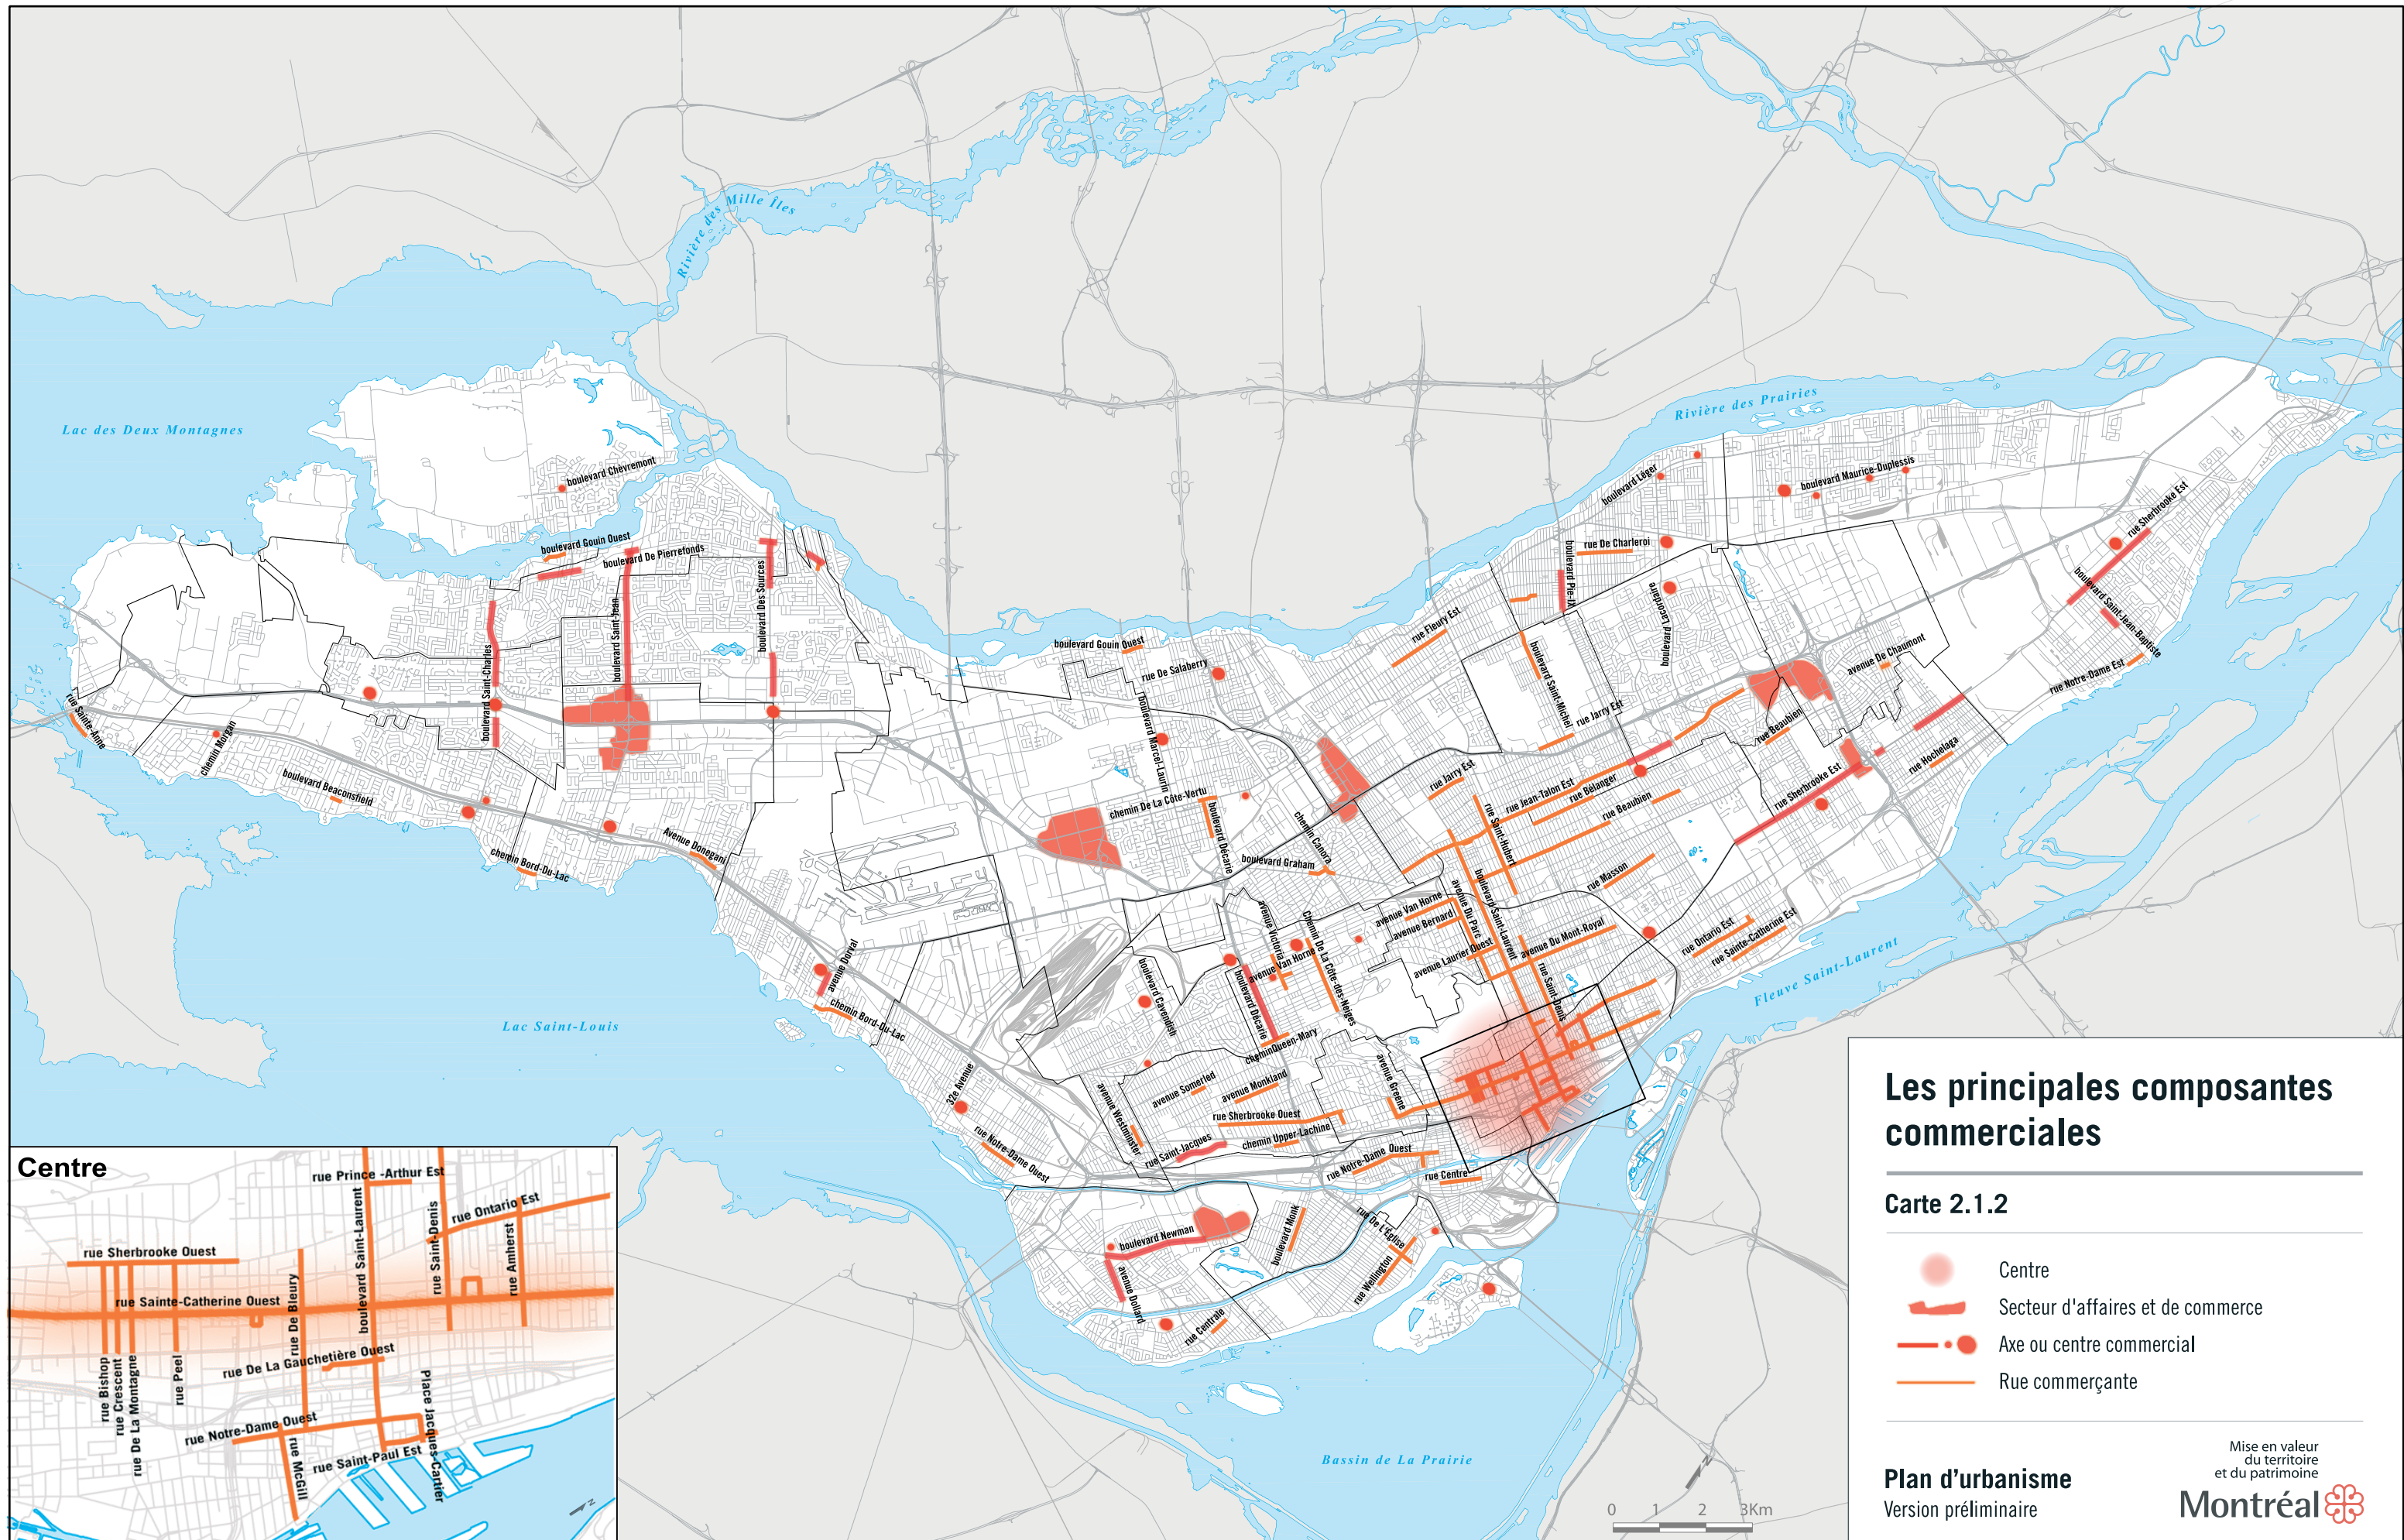 Rivière des Mille Îles
Lac des Deux Montagnes
Rivière des Prairies
boulevard Chèvremont
boulevard Léger
boulevard Maurice-Duplessis
rue Sherbrooke Est
boulevard Gouin Ouest
boulevard De Pierrefonds
boulevard Des Sources
boulevard Saint-Jean
boulevard Saint-Charles
boulevard Pie-IX
rue De Charleroi
boulevard Lacordaire
boulevard Saint-Jean-Baptiste
rue Fleury Est
boulevard Gouin Ouest
rue De Salaberry
boulevard Saint-Michel
avenue De Chaumont
rue Notre-Dame Est
rue Sainte-Anne
chemin Morgan
boulevard Marcel-Laurin
rue Jarry Est
rue Beaubien
rue Hochelaga
boulevard Beaconsfield
chemin De La Côte-Vertu
boulevard Décarie
rue Jarry Est
rue Jean-Talon Est
rue Bélanger
rue Beaubien
rue Sherbrooke Est
chemin Canora
rue Saint-Hubert
chemin Bord-Du-Lac
Avenue Donegani
boulevard Graham
rue Masson
avenue Van Horne
avenue Bernard
avenue Du Parc
boulevard Saint-Laurent
avenue Laurier Ouest
avenue Du Mont-Royal
rue Saint-Denis
rue Ontario Est
rue Sainte-Catherine Est
avenue Victoria
Chemin De La Côte-des-Neiges
avenue Van Horne
boulevard Décarie
boulevard Cavendish
avenue Dorval
chemin Bord-Du-Lac
Fleuve Saint-Laurent
Lac Saint-Louis
cheminQueen-Mary
32e Avenue
avenue Somerled
avenue Monkland
avenue Greene
avenue Westminster
rue Sherbrooke Ouest
rue Saint-Jacques
chemin Upper-Lachine
rue Notre-Dame Ouest
rue Notre-Dame Ouest
rue Centre
boulevard Newman
boulevard Monk
rue De L'Église
rue Wellington
avenue Dollard
rue Centrale
Bassin de La Prairie
0 1 2 3Km
N
Centre
rue Prince -Arthur Est
rue Ontario Est
rue Sherbrooke Ouest
boulevard Saint-Laurent
rue Saint-Denis
rue Amherst
rue Sainte-Catherine Ouest
rue De Bleury
rue De La Gauchetière Ouest
rue Bishop
rue Crescent
rue De La Montagne
rue Peel
Place Jacques-Cartier
rue Notre-Dame Ouest
rue McGill
rue Saint-Paul Est
N
Les principales composantes
commerciales
Carte 2.1.2
Centre
Secteur d'affaires et de commerce
Axe ou centre commercial
Rue commerçante
Plan d'urbanisme
Version préliminaire
Mise en valeur
du territoire
et du patrimoine
Montréal